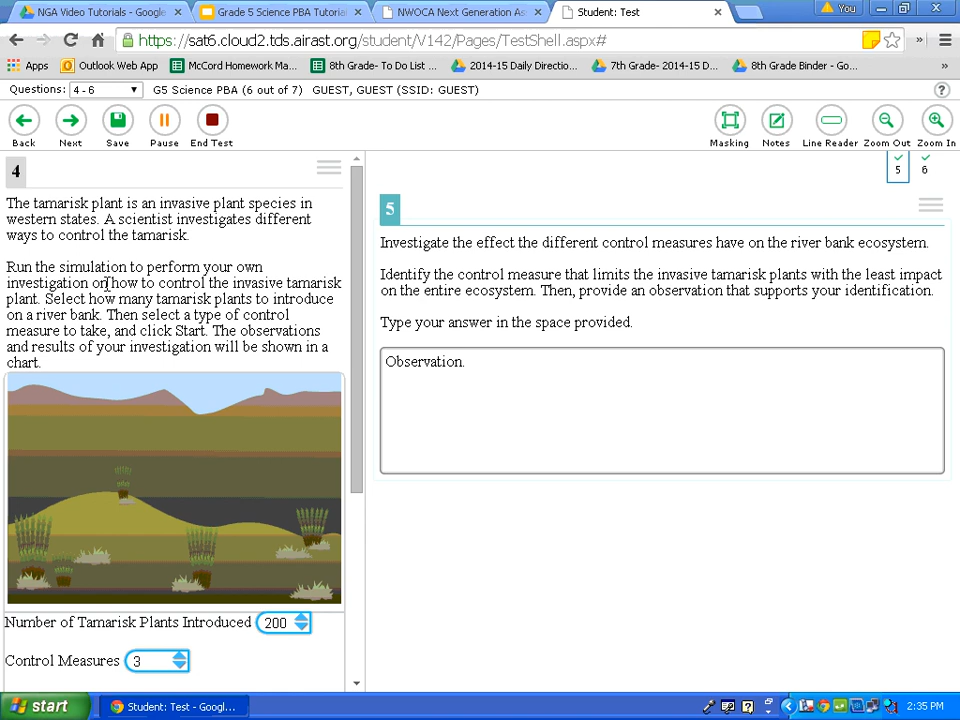 NGA Video Tutorials - Google
Grade 5 Science PBA Tutoria
NWOCA Next Generation As
Student: Test
You
https://sat6.cloud2.tds.airast.org/student/V142/Pages/TestShell.aspx#
Apps
Outlook Web App
McCord Homework Ma...
8th Grade- To Do List ...
2014-15 Daily Directio...
7th Grade- 2014-15 D...
8th Grade Binder - Go...
Questions: 4 - 6
G5 Science PBA (6 out of 7)
GUEST, GUEST (SSID: GUEST)
Back
Next
Save
Pause
End Test
Masking
Notes
Line Reader
Zoom Out
Zoom In
4
The tamarisk plant is an invasive plant species in
western states. A scientist investigates different
ways to control the tamarisk.
Run the simulation to perform your own
investigation on how to control the invasive tamarisk
plant. Select how many tamarisk plants to introduce
on a river bank. Then select a type of control
measure to take, and click Start. The observations
and results of your investigation will be shown in a
chart.
Number of Tamarisk Plants Introduced 200
Control Measures 3
5
6
5
Investigate the effect the different control measures have on the river bank ecosystem.
Identify the control measure that limits the invasive tamarisk plants with the least impact
on the entire ecosystem. Then, provide an observation that supports your identification.
Type your answer in the space provided.
Observation.
start
Student: Test - Googl...
2:35 PM